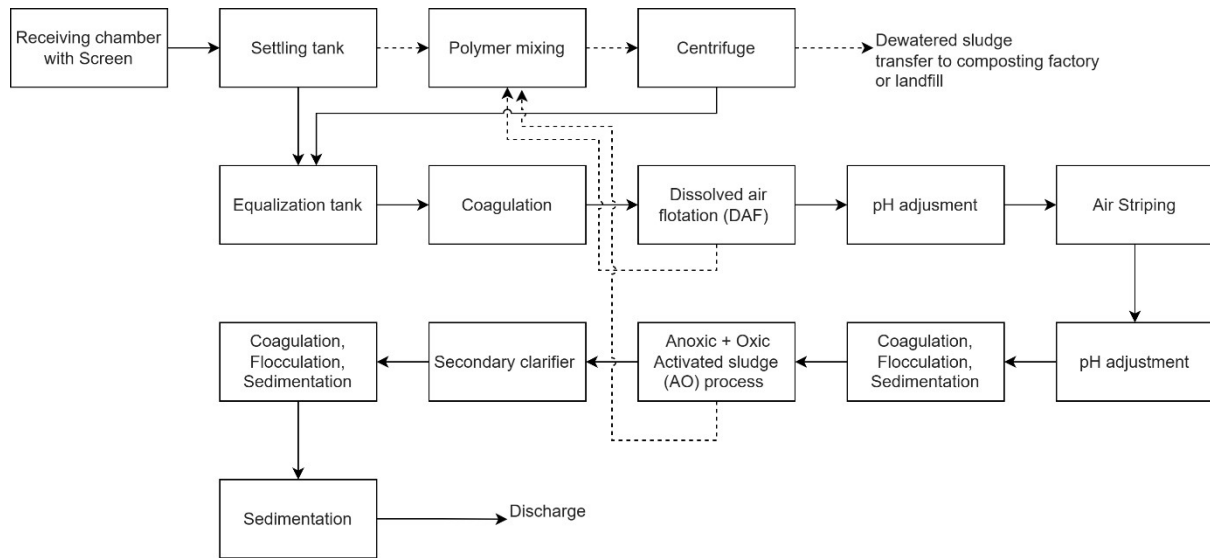 Receiving chamber
with Screen
Settling tank
Polymer mixing
Centrifuge
Dewatered sludge
transfer to composting factory
or landfill
Equalization tank
Coagulation
Dissolved air
flotation (DAF)
pH adjusment
Air Striping
Coagulation,
Flocculation,
Sedimentation
Secondary clarifier
Anoxic + Oxic
Activated sludge
(AO) process
Coagulation,
Flocculation,
Sedimentation
pH adjustment
Sedimentation
Discharge